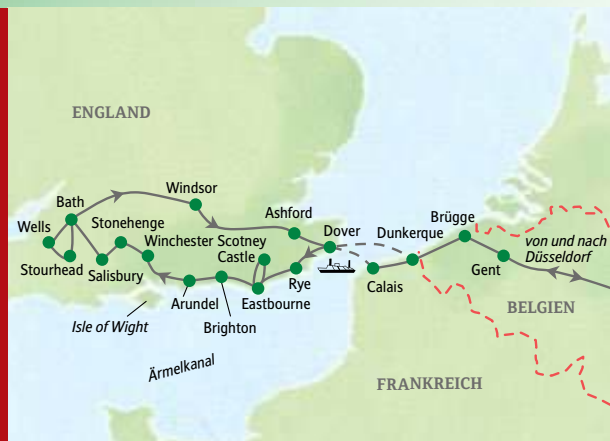 ENGLAND
Windsor
Bath
Wells
Stonehenge
Ashford
Dover
Dunkerque
Brügge
Winchester
Scotney
Castle
von und nach
Düsseldorf
Stourhead
Salisbury
Rye
Calais
Gent
Arundel
Eastbourne
Isle of Wight
Brighton
BELGIEN
Ärmelkanal
FRANKREICH